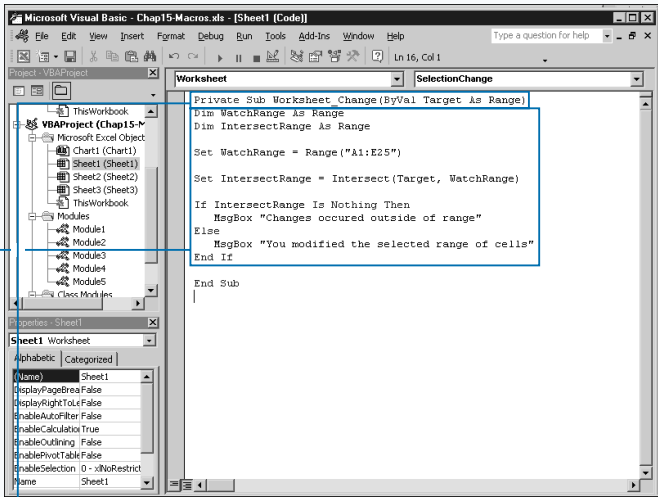 Microsoft Visual Basic - Chap15-Macros.xls - [Sheet1 (Code)]
File Edit View Insert Format Debug Run Tools Add-Ins Window Help
Type a question for help
Ln 16, Col 1
Project - VBAProject
ThisWorkbook
VBAProject (Chap15-M
Microsoft Excel Object
Chart1 (Chart1)
Sheet1 (Sheet1)
Sheet2 (Sheet2)
Sheet3 (Sheet3)
ThisWorkbook
Modules
Module1
Module2
Module3
Module4
Module5
Class Modules
Properties - Sheet1
Sheet1 Worksheet
Alphabetic Categorized
(Name) Sheet1
DisplayPageBrea False
DisplayRightToLe False
EnableAutoFilter False
EnableCalculatio True
EnableOutlining False
EnablePivotTable False
EnableSelection 0 - xlNoRestrict
Name Sheet1
Worksheet
SelectionChange
Private Sub Worksheet_Change(ByVal Target As Range)
Dim WatchRange As Range
Dim IntersectRange As Range
Set WatchRange = Range("A1:E25")
Set IntersectRange = Intersect(Target, WatchRange)
If IntersectRange Is Nothing Then
MsgBox "Changes occured outside of range"
Else
MsgBox "You modified the selected range of cells"
End If
End Sub